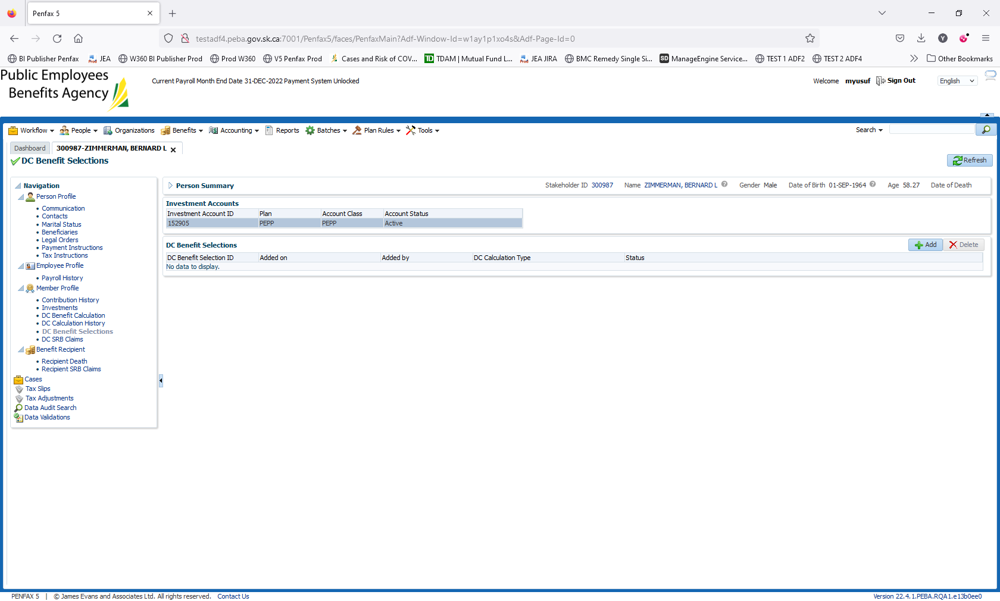 Penfax 5
testadf4.peba.gov.sk.ca:7001/Penfax5/faces/PenfaxMain?Adf-Window-Id=w1ay1p1xo4s&Adf-Page-Id=0
BI Publisher Penfax JEA W360 BI Publisher Prod Prod W360 V5 Penfax Prod Cases and Risk of COV... TDAM | Mutual Fund L... JEA JIRA BMC Remedy Single Si... ManageEngine Service... TEST 1 ADF2 TEST 2 ADF4 Other Bookmarks
Public Employees
Benefits Agency
Current Payroll Month End Date 31-DEC-2022 Payment System Unlocked
Welcome myusuf Sign Out English
Workflow People Organizations Benefits Accounting Reports Batches Plan Rules Tools Search
Dashboard 300987-ZIMMERMAN, BERNARD L
DC Benefit Selections Refresh
Navigation
Person Profile
Communication
Contacts
Marital Status
Beneficiaries
Legal Orders
Payment Instructions
Tax Instructions
Employee Profile
Payroll History
Member Profile
Contribution History
Investments
DC Benefit Calculation
DC Calculation History
DC Benefit Selections
DC SRB Claims
Benefit Recipient
Recipient Death
Recipient SRB Claims
Cases
Tax Slips
Tax Adjustments
Data Audit Search
Data Validations
Person Summary Stakeholder ID 300987 Name ZIMMERMAN, BERNARD L Gender Male Date of Birth 01-SEP-1964 Age 58.27 Date of Death
Investment Accounts
Investment Account ID Plan Account Class Account Status
152905 PEPP PEPP Active
DC Benefit Selections Add Delete
DC Benefit Selection ID Added on Added by DC Calculation Type Status
No data to display.
PENFAX 5 | © James Evans and Associates Ltd. All rights reserved. Contact Us Version 22.4.1.PEBA.RQA1.e13b0ee0